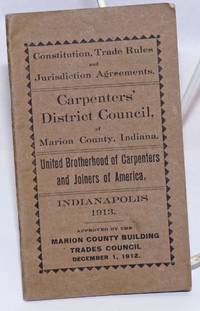 Constitution, Trade Rules
and
Jurisdiction Agreements.
Carpenters'
District Council,
of
Marion County, Indiana.
United Brotherhood of Carpenters
and Joiners of America.
INDIANAPOLIS
1913.
APPROVED BY THE
MARION COUNTY BUILDING
TRADES COUNCIL
DECEMBER 1, 1912.